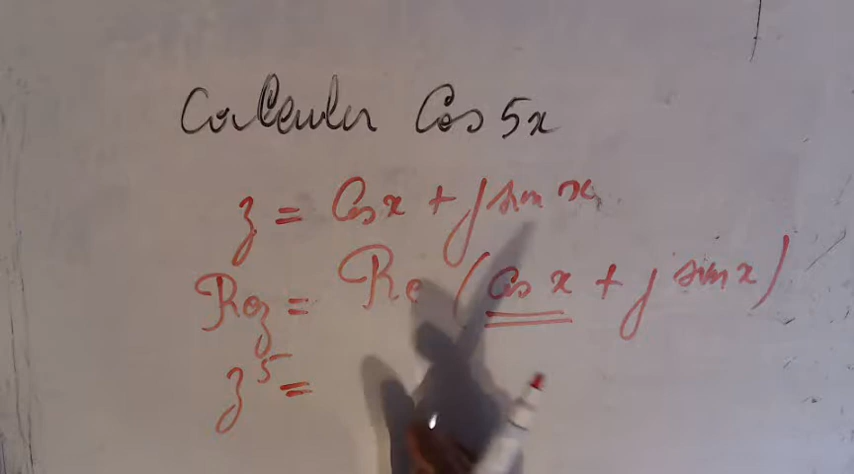 Calculer Cos 5x
z = Cos x + j sin x
Re z = Re (cos x + j sin x)
z⁵ =